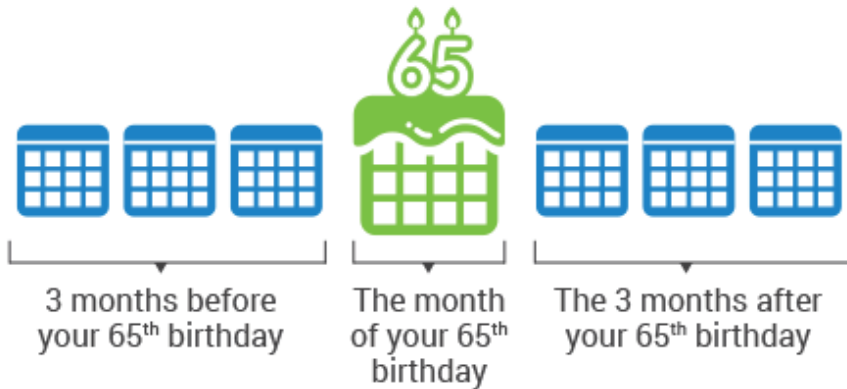 65
3 months before
your 65th birthday
The month
of your 65th
birthday
The 3 months after
your 65th birthday